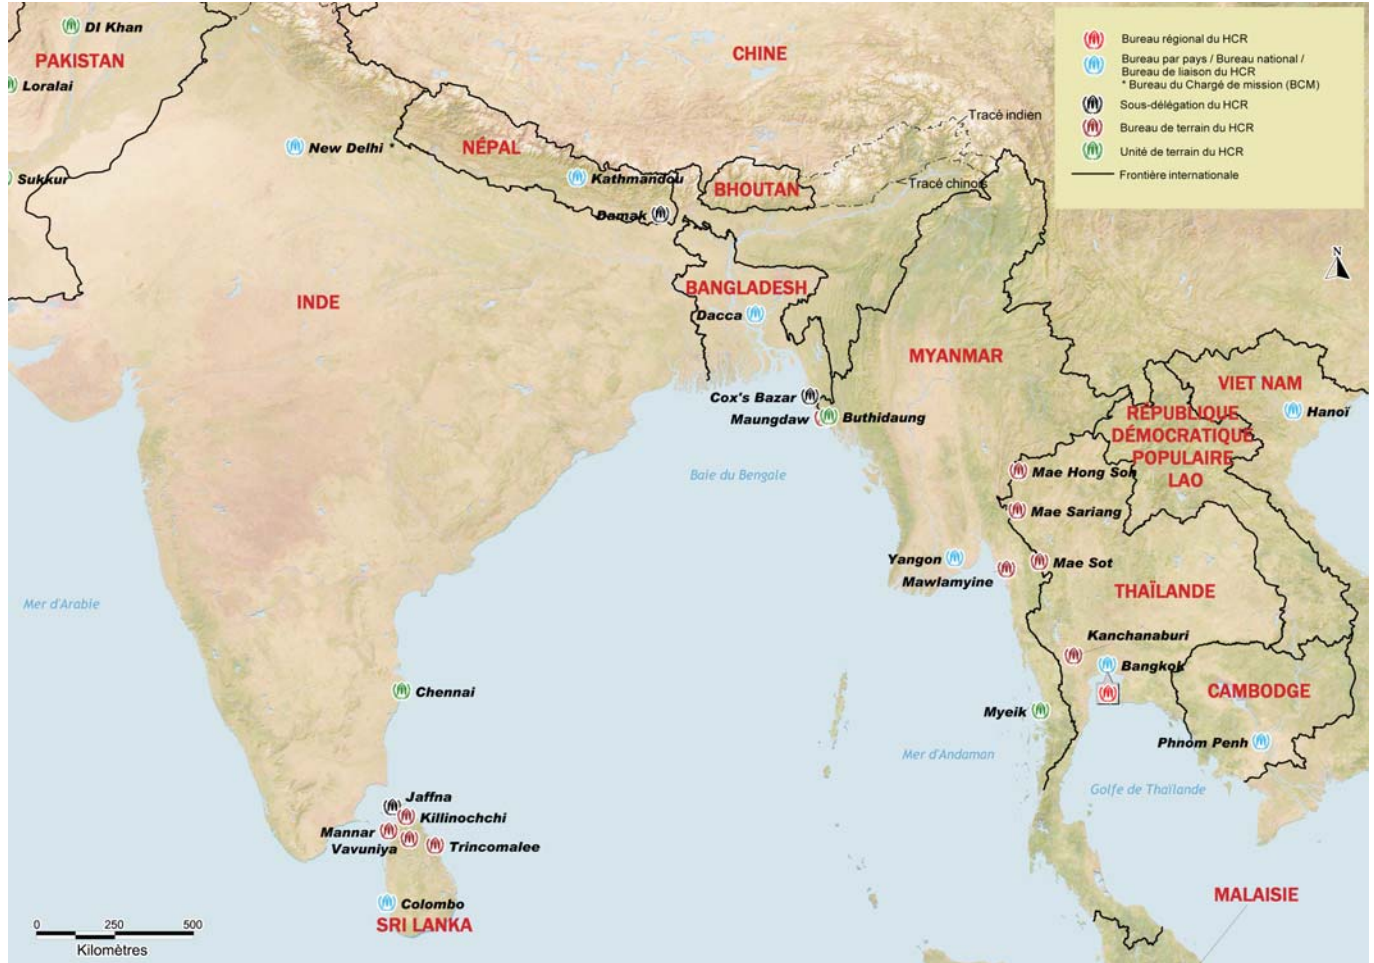 DI Khan
PAKISTAN
Loralai
Sukkur
CHINE
Bureau régional du HCR
Bureau par pays / Bureau national /
Bureau de liaison du HCR
* Bureau du Chargé de mission (BCM)
Sous-délégation du HCR
Bureau de terrain du HCR
Unité de terrain du HCR
Frontière internationale
Tracé indien
New Delhi *
NÉPAL
Kathmandou
BHOUTAN
Tracé chinois
Damak
N
INDE
BANGLADESH
Dacca
MYANMAR
VIET NAM
Hanoï
Cox's Bazar
Maungdaw
Buthidaung
RÉPUBLIQUE
DÉMOCRATIQUE
POPULAIRE
LAO
Baie du Bengale
Mae Hong Son
Mae Sariang
Yangon
Mae Sot
Mawlamyine
THAÏLANDE
Mer d'Arabie
Kanchanaburi
Bangkok
Chennai
CAMBODGE
Myeik
Phnom Penh
Mer d'Andaman
Golfe de Thaïlande
Jaffna
Killinochchi
Mannar
Vavuniya
Trincomalee
Colombo
SRI LANKA
MALAISIE
0 250 500
Kilomètres